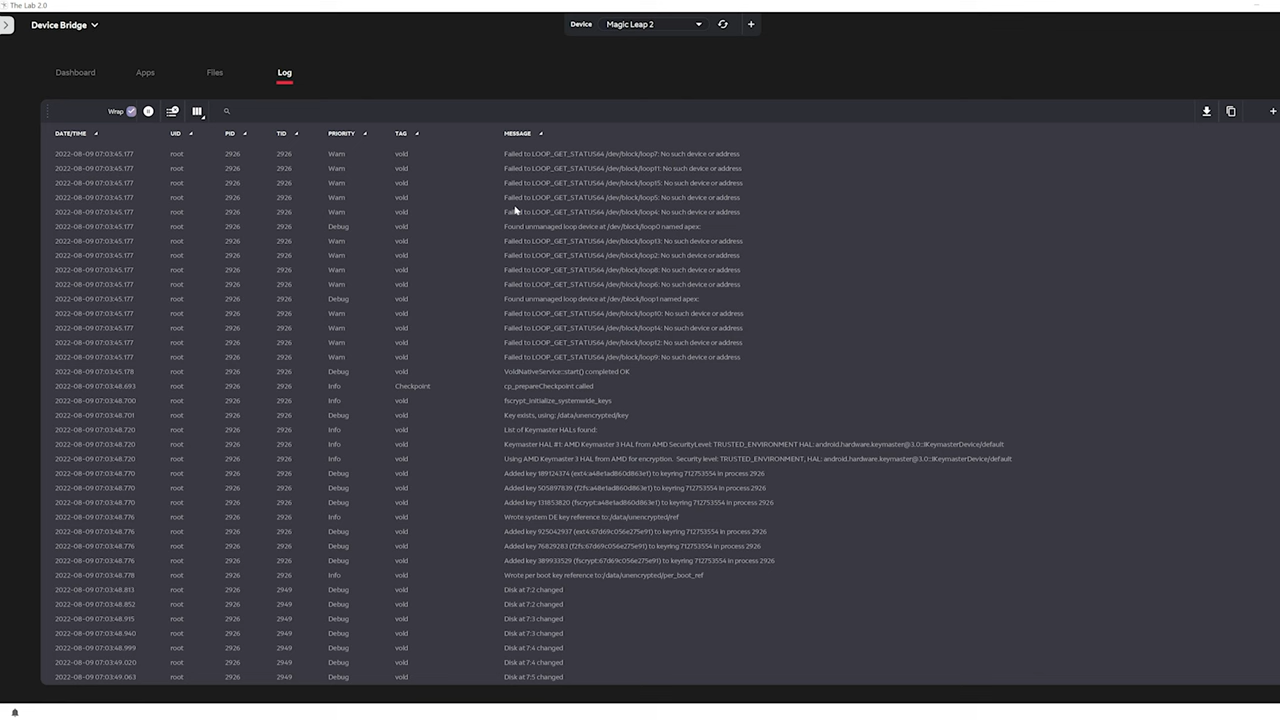 The Lab 2.0
Device Bridge
Device Magic Leap 2
Dashboard Apps Files Log
Wrap
DATE/TIME UID PID TID PRIORITY TAG MESSAGE
2022-08-09 07:03:45.177 root 2926 2926 Warn vold Failed to LOOP_GET_STATUS64 /dev/block/loop7: No such device or address
2022-08-09 07:03:45.177 root 2926 2926 Warn vold Failed to LOOP_GET_STATUS64 /dev/block/loop11: No such device or address
2022-08-09 07:03:45.177 root 2926 2926 Warn vold Failed to LOOP_GET_STATUS64 /dev/block/loop15: No such device or address
2022-08-09 07:03:45.177 root 2926 2926 Warn vold Failed to LOOP_GET_STATUS64 /dev/block/loop5: No such device or address
2022-08-09 07:03:45.177 root 2926 2926 Warn vold Failed to LOOP_GET_STATUS64 /dev/block/loop4: No such device or address
2022-08-09 07:03:45.177 root 2926 2926 Debug vold Found unmanaged loop device at /dev/block/loop0 named apex:
2022-08-09 07:03:45.177 root 2926 2926 Warn vold Failed to LOOP_GET_STATUS64 /dev/block/loop13: No such device or address
2022-08-09 07:03:45.177 root 2926 2926 Warn vold Failed to LOOP_GET_STATUS64 /dev/block/loop2: No such device or address
2022-08-09 07:03:45.177 root 2926 2926 Warn vold Failed to LOOP_GET_STATUS64 /dev/block/loop8: No such device or address
2022-08-09 07:03:45.177 root 2926 2926 Warn vold Failed to LOOP_GET_STATUS64 /dev/block/loop6: No such device or address
2022-08-09 07:03:45.177 root 2926 2926 Debug vold Found unmanaged loop device at /dev/block/loop1 named apex:
2022-08-09 07:03:45.177 root 2926 2926 Warn vold Failed to LOOP_GET_STATUS64 /dev/block/loop10: No such device or address
2022-08-09 07:03:45.177 root 2926 2926 Warn vold Failed to LOOP_GET_STATUS64 /dev/block/loop14: No such device or address
2022-08-09 07:03:45.177 root 2926 2926 Warn vold Failed to LOOP_GET_STATUS64 /dev/block/loop12: No such device or address
2022-08-09 07:03:45.177 root 2926 2926 Warn vold Failed to LOOP_GET_STATUS64 /dev/block/loop9: No such device or address
2022-08-09 07:03:45.178 root 2926 2926 Debug vold VoldNativeService::start() completed OK
2022-08-09 07:03:48.693 root 2926 2926 Info Checkpoint cp_prepareCheckpoint called
2022-08-09 07:03:48.700 root 2926 2926 Info vold fscrypt_initialize_systemwide_keys
2022-08-09 07:03:48.701 root 2926 2926 Debug vold Key exists, using: /data/unencrypted/key
2022-08-09 07:03:48.720 root 2926 2926 Info vold List of Keymaster HALs found:
2022-08-09 07:03:48.720 root 2926 2926 Info vold Keymaster HAL #1: AMD Keymaster 3 HAL from AMD SecurityLevel: TRUSTED_ENVIRONMENT HAL: android.hardware.keymaster@3.0::IKeymasterDevice/default
2022-08-09 07:03:48.720 root 2926 2926 Info vold Using AMD Keymaster 3 HAL from AMD for encryption. Security level: TRUSTED_ENVIRONMENT, HAL: android.hardware.keymaster@3.0::IKeymasterDevice/default
2022-08-09 07:03:48.770 root 2926 2926 Debug vold Added key 189124374 (ext4:a48e1ad860d863e1) to keyring 712753554 in process 2926
2022-08-09 07:03:48.770 root 2926 2926 Debug vold Added key 505897839 (f2fs:a48e1ad860d863e1) to keyring 712753554 in process 2926
2022-08-09 07:03:48.770 root 2926 2926 Debug vold Added key 131853820 (fscrypt:a48e1ad860d863e1) to keyring 712753554 in process 2926
2022-08-09 07:03:48.776 root 2926 2926 Info vold Wrote system DE key reference to:/data/unencrypted/ref
2022-08-09 07:03:48.776 root 2926 2926 Debug vold Added key 925042937 (ext4:67d69c056e275e91) to keyring 712753554 in process 2926
2022-08-09 07:03:48.776 root 2926 2926 Debug vold Added key 76829283 (f2fs:67d69c056e275e91) to keyring 712753554 in process 2926
2022-08-09 07:03:48.776 root 2926 2926 Debug vold Added key 389933529 (fscrypt:67d69c056e275e91) to keyring 712753554 in process 2926
2022-08-09 07:03:48.778 root 2926 2926 Info vold Wrote per boot key reference to:/data/unencrypted/per_boot_ref
2022-08-09 07:03:48.813 root 2926 2949 Debug vold Disk at 7:2 changed
2022-08-09 07:03:48.852 root 2926 2949 Debug vold Disk at 7:2 changed
2022-08-09 07:03:48.915 root 2926 2949 Debug vold Disk at 7:3 changed
2022-08-09 07:03:48.940 root 2926 2949 Debug vold Disk at 7:3 changed
2022-08-09 07:03:48.999 root 2926 2949 Debug vold Disk at 7:4 changed
2022-08-09 07:03:49.020 root 2926 2949 Debug vold Disk at 7:4 changed
2022-08-09 07:03:49.063 root 2926 2949 Debug vold Disk at 7:5 changed